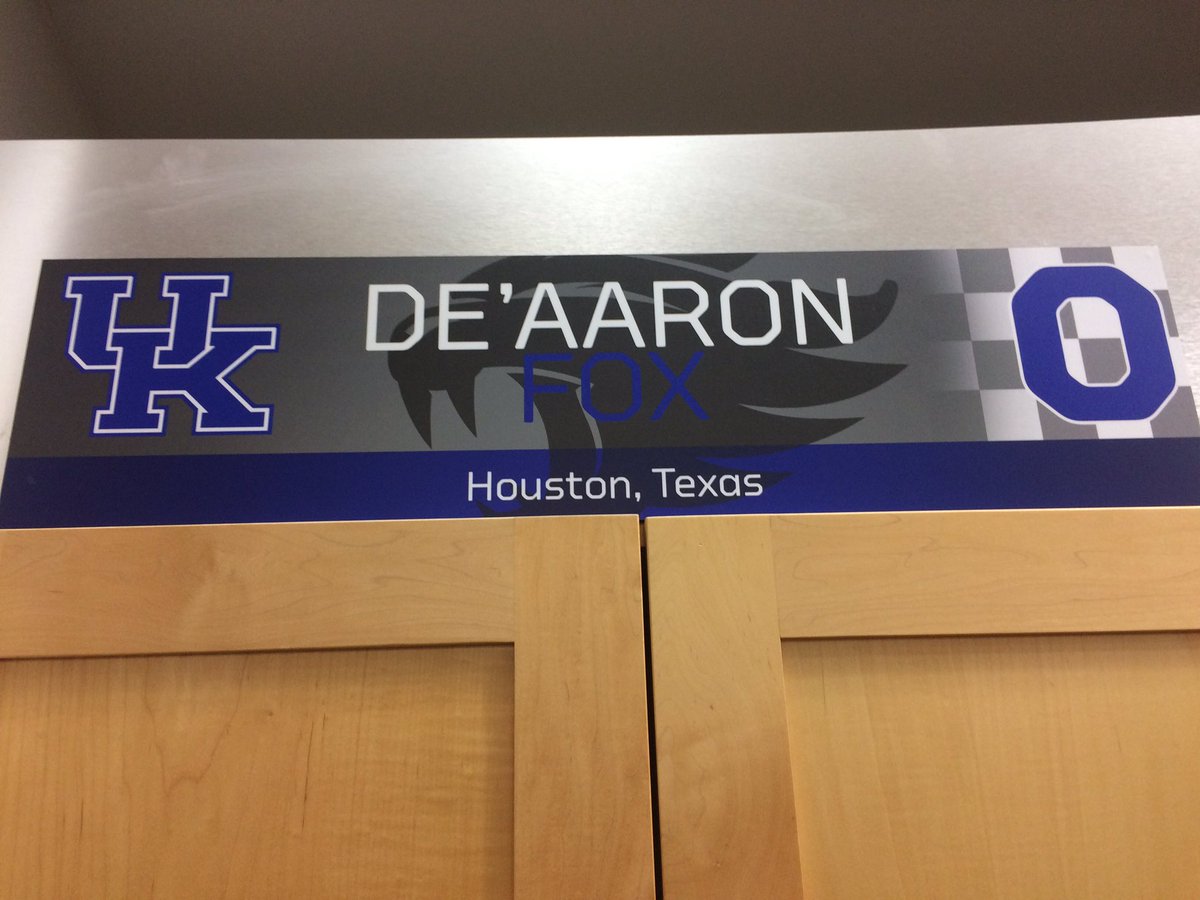 UK
DE'AARON
FOX
0
Houston, Texas